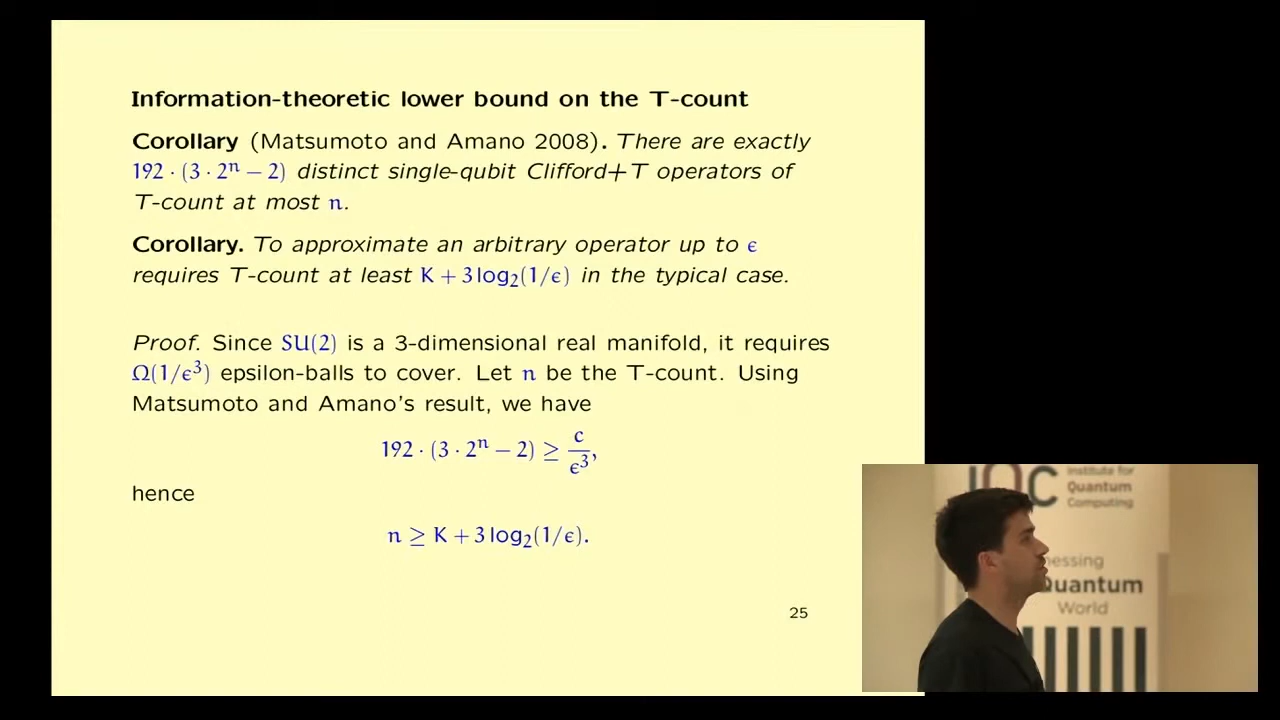 Information-theoretic lower bound on the T-count
Corollary (Matsumoto and Amano 2008). There are exactly
192 · (3 · 2ⁿ − 2) distinct single-qubit Clifford+T operators of
T-count at most n.
Corollary. To approximate an arbitrary operator up to ϵ
requires T-count at least K + 3 log₂(1/ϵ) in the typical case.
Proof. Since SU(2) is a 3-dimensional real manifold, it requires
Ω(1/ϵ³) epsilon-balls to cover. Let n be the T-count. Using
Matsumoto and Amano's result, we have
192 · (3 · 2ⁿ − 2) ≥ c/ϵ³,
hence
n ≥ K + 3 log₂(1/ϵ).
25
Institute for
Quantum
Computing
Quantum
World